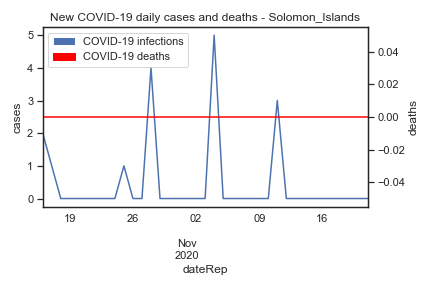 New COVID-19 daily cases and deaths - Solomon_Islands
COVID-19 infections
COVID-19 deaths
5
4
3
2
1
0
cases
0.04
0.02
0.00
−0.02
−0.04
deaths
19 26 02 09 16
Nov
2020
dateRep